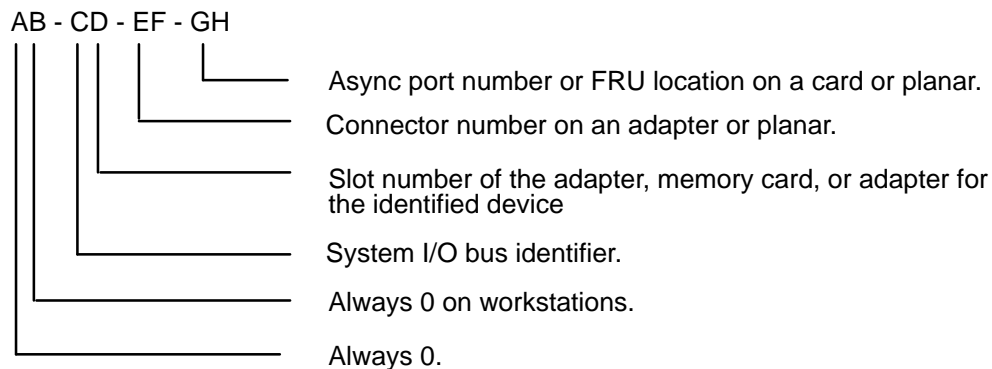 AB - CD - EF - GH
Async port number or FRU location on a card or planar.
Connector number on an adapter or planar.
Slot number of the adapter, memory card, or adapter for
the identified device
System I/O bus identifier.
Always 0 on workstations.
Always 0.